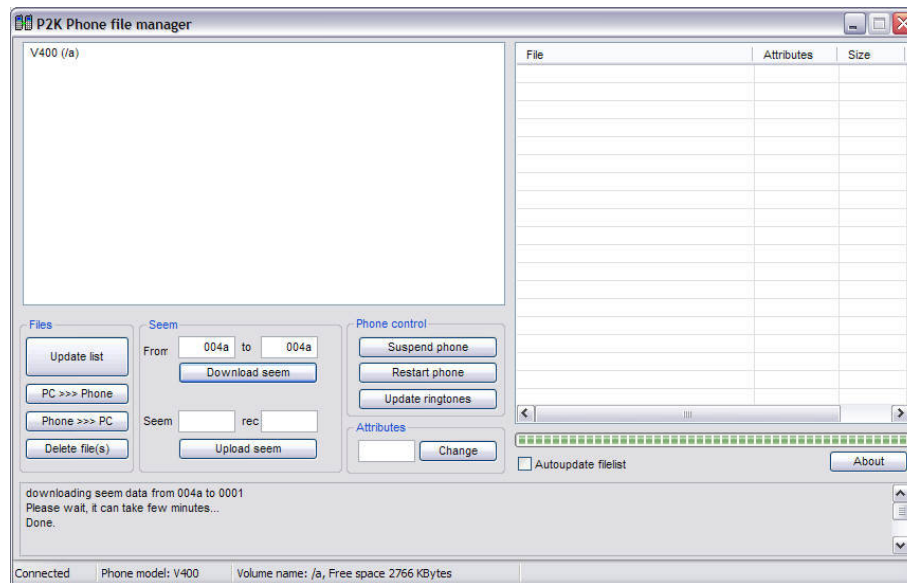 P2K Phone file manager
V400 (/a)
File Attributes Size
Files
Update list
PC >>> Phone
Phone >>> PC
Delete file(s)
Seem
From 004a to 004a
Download seem
Seem rec
Upload seem
Phone control
Suspend phone
Restart phone
Update ringtones
Attributes
Change
Autoupdate filelist
About
downloading seem data from 004a to 0001
Please wait, it can take few minutes...
Done.
Connected Phone model: V400 Volume name: /a, Free space 2766 KBytes